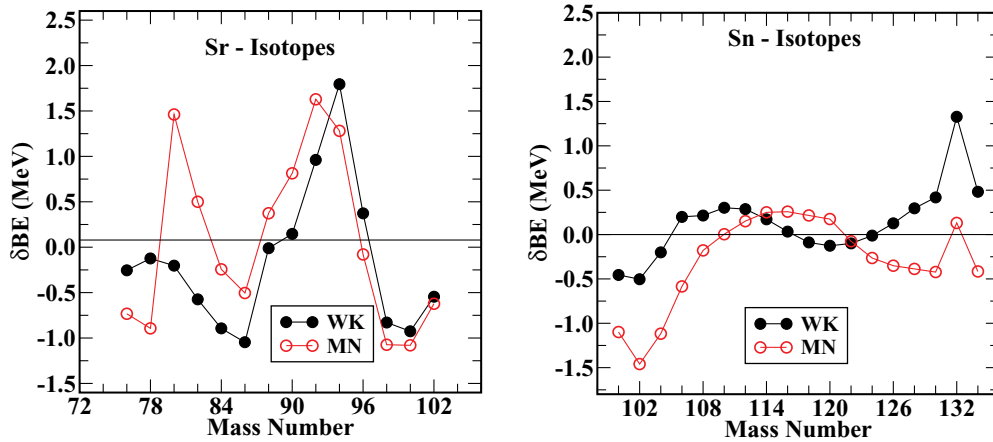 2.5
2.0
1.5
1.0
0.5
0.0
-0.5
-1.0
-1.5
δBE (MeV)
Sr - Isotopes
WK
MN
72 78 84 90 96 102
Mass Number
2.5
2.0
1.5
1.0
0.5
0.0
-0.5
-1.0
-1.5
δBE (MeV)
Sn - Isotopes
WK
MN
102 108 114 120 126 132
Mass Number